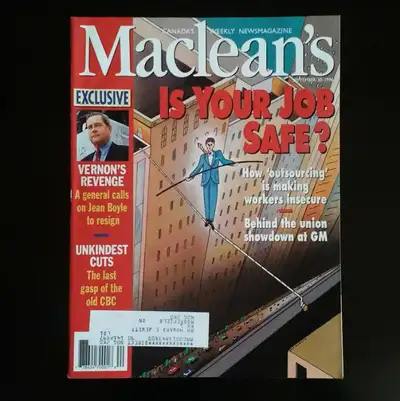 CANADA'S WEEKLY NEWSMAGAZINE
Maclean's
EXCLUSIVE
VERNON'S
REVENGE
A general calls
on Jean Boyle
to resign
UNKINDEST
CUTS
The last
gasp of the
old CBC
IS YOUR JOB
SAFE?
How 'outsourcing'
is making
workers insecure
Behind the union
showdown at GM